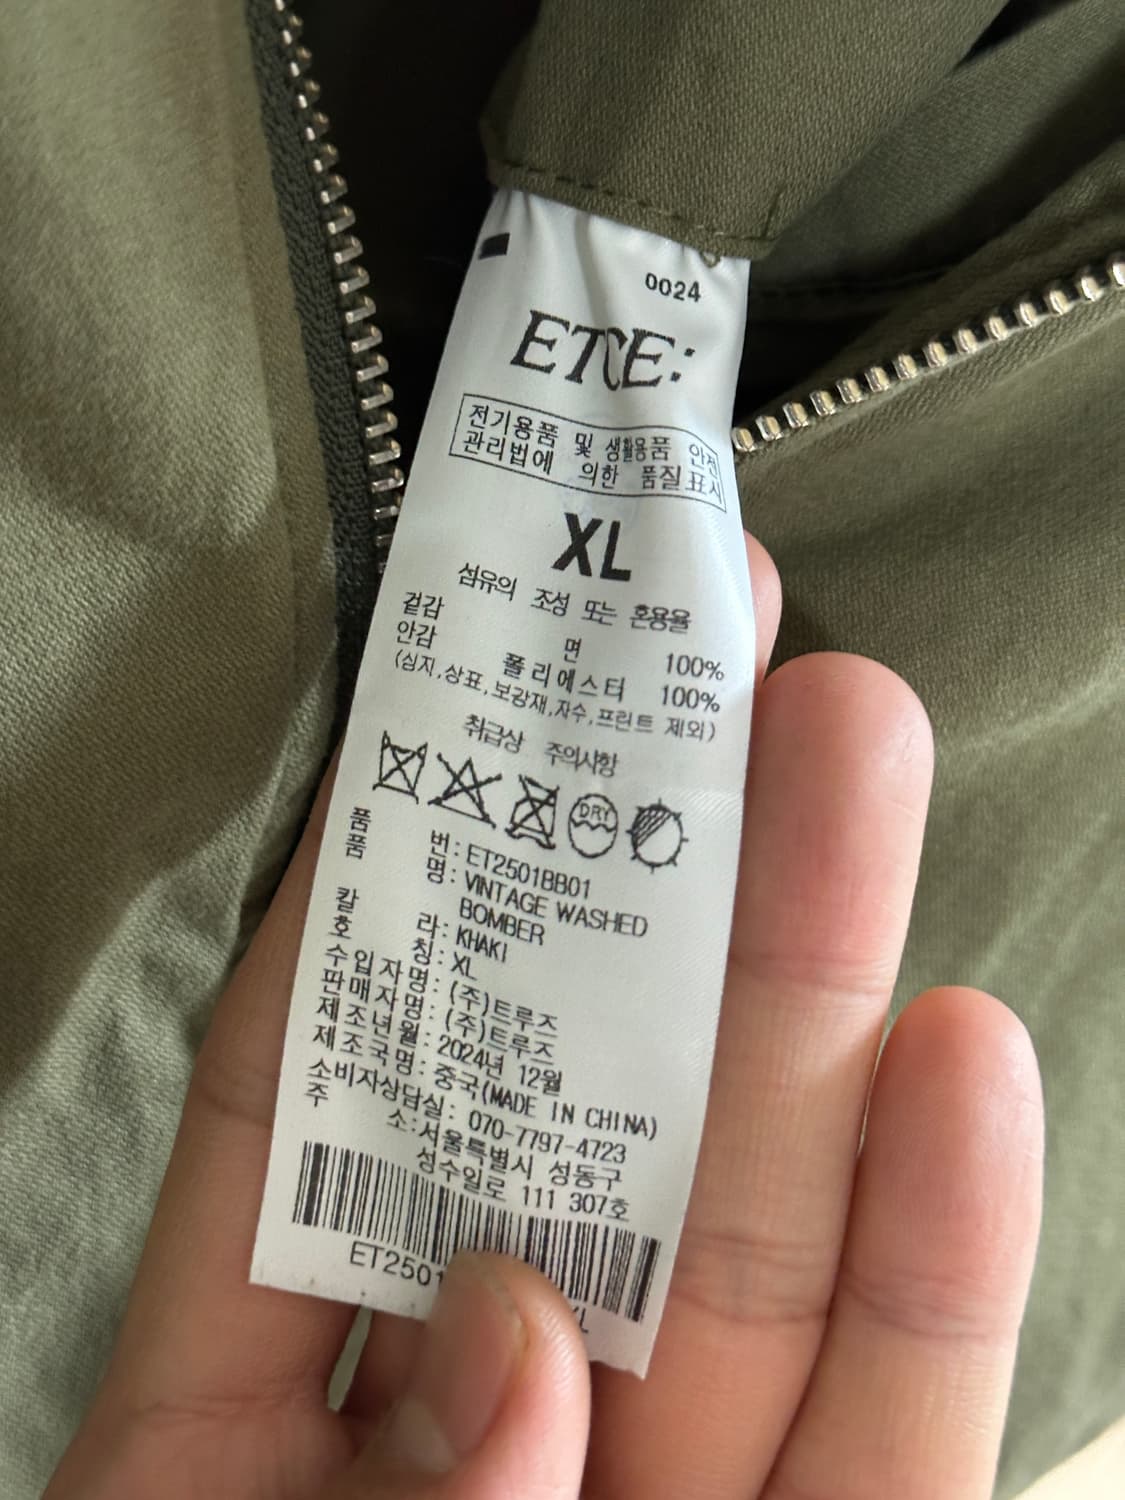 0024
ETCE:
전기용품 및 생활용품 안전
관리법에 의한 품질표시
XL
섬유의 조성 또는 혼용율
겉감 면 100%
안감 폴리에스터 100%
(심지,상표,보강재,자수,프린트 제외)
취급상 주의사항
DRY
품 번: ET2501BB01
품 명: VINTAGE WASHED
BOMBER
칼 라: KHAKI
호 칭: XL
수입자명: (주)트루즈
판매자명: (주)트루즈
제조년월: 2024년 12월
제조국명: 중국(MADE IN CHINA)
소비자상담실: 070-7797-4723
주 소:서울특별시 성동구
성수일로 111 307호
ET2501